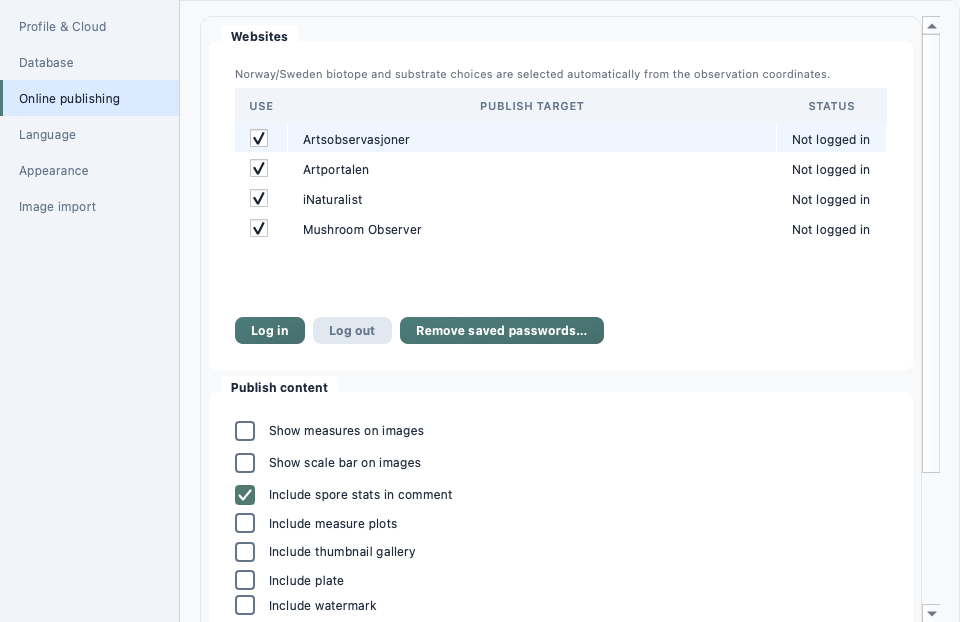 Profile & Cloud
Database
Online publishing
Language
Appearance
Image import
Websites
Norway/Sweden biotope and substrate choices are selected automatically from the observation coordinates.
USE PUBLISH TARGET STATUS
Artsobservasjoner Not logged in
Artportalen Not logged in
iNaturalist Not logged in
Mushroom Observer Not logged in
Log in Log out Remove saved passwords...
Publish content
Show measures on images
Show scale bar on images
Include spore stats in comment
Include measure plots
Include thumbnail gallery
Include plate
Include watermark